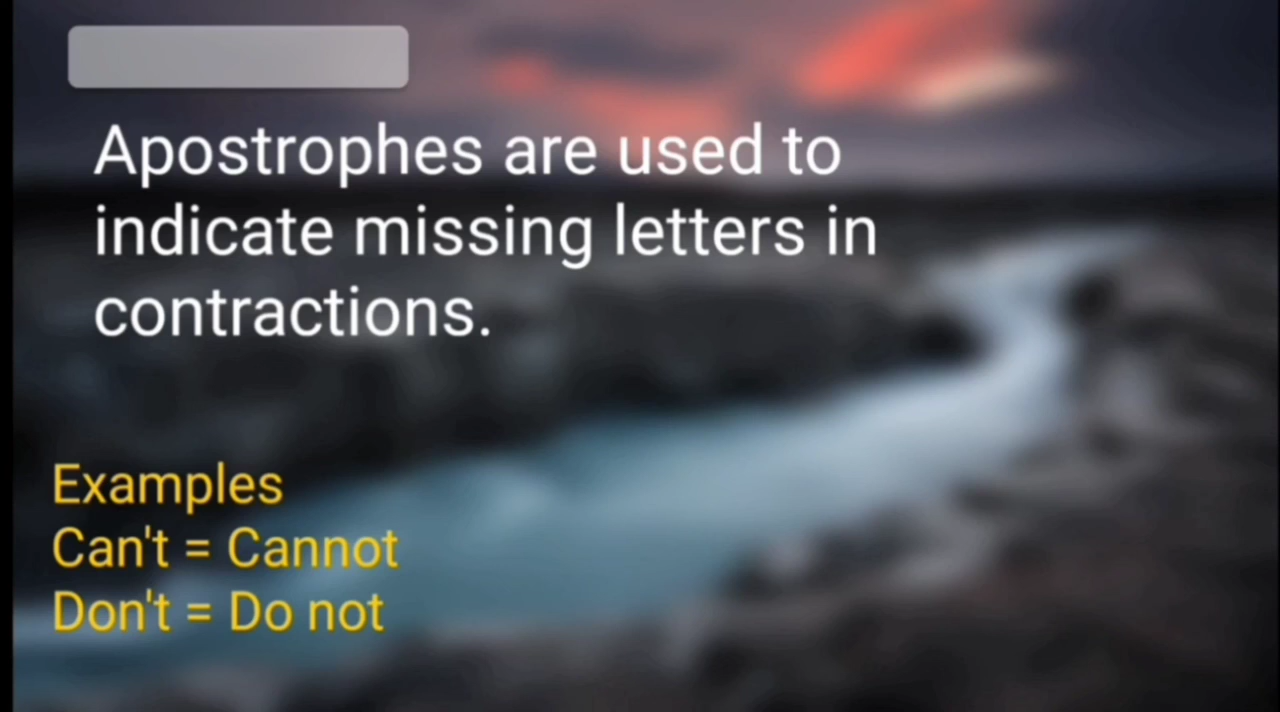 Apostrophes are used to
indicate missing letters in
contractions.
Examples
Can't = Cannot
Don't = Do not